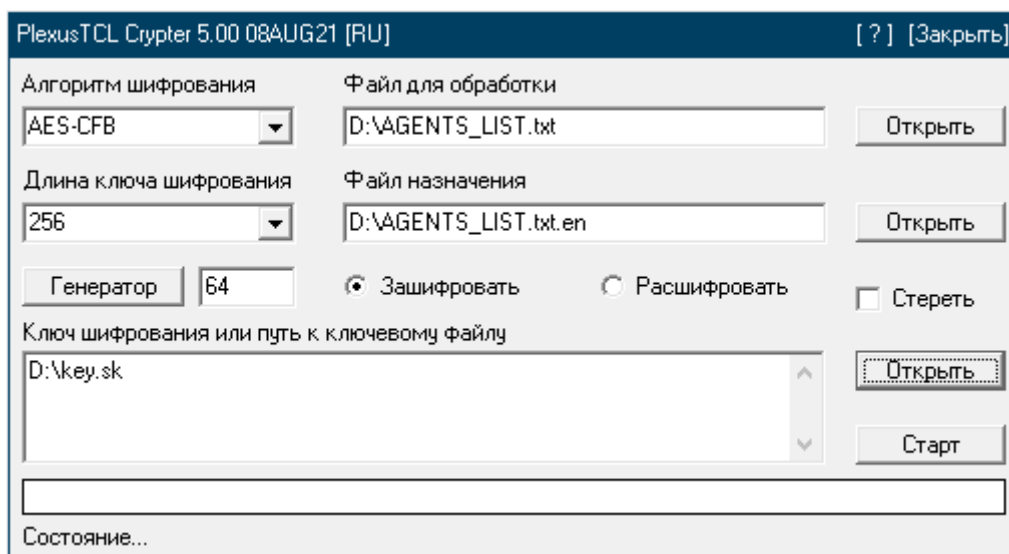 PlexusTCL Crypter 5.00 08AUG21 [RU] [ ? ] [Закрыть]
Алгоритм шифрования Файл для обработки
AES-CFB D:\AGENTS_LIST.txt Открыть
Длина ключа шифрования Файл назначения
256 D:\AGENTS_LIST.txt.en Открыть
Генератор 64 Зашифровать Расшифровать Стереть
Ключ шифрования или путь к ключевому файлу
D:\key.sk Открыть
Старт
Состояние...